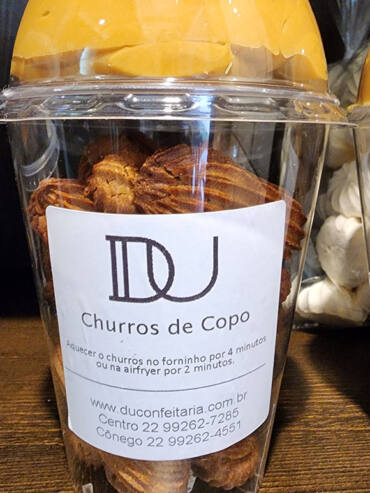 DU
Churros de Copo
Aquecer o churros no forninho por 4 minutos
ou na airfryer por 2 minutos.
www.duconfeitaria.com.br
Centro 22 99262-7285
Cônego 22 99262-4551